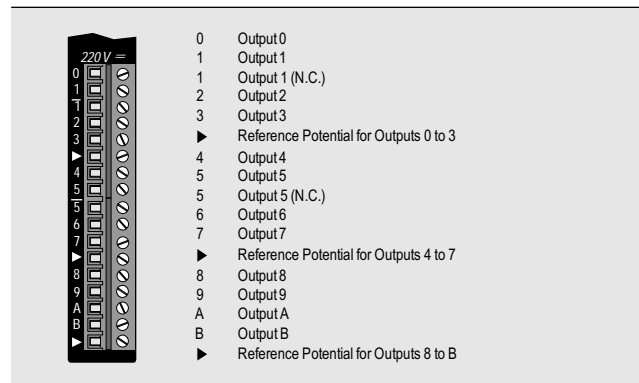 220 V ⎓
0
1
1̅
2
3
▶
4
5
5̅
6
7
▶
8
9
A
B
▶
0 Output 0
1 Output 1
1 Output 1 (N.C.)
2 Output 2
3 Output 3
▶ Reference Potential for Outputs 0 to 3
4 Output 4
5 Output 5
5 Output 5 (N.C.)
6 Output 6
7 Output 7
▶ Reference Potential for Outputs 4 to 7
8 Output 8
9 Output 9
A Output A
B Output B
▶ Reference Potential for Outputs 8 to B